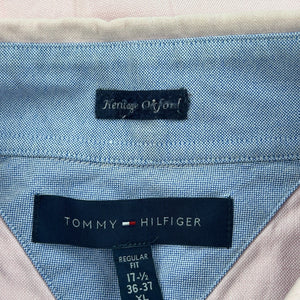 Heritage Oxford
TOMMY HILFIGER
REGULAR
FIT
17-½
36-37
XL